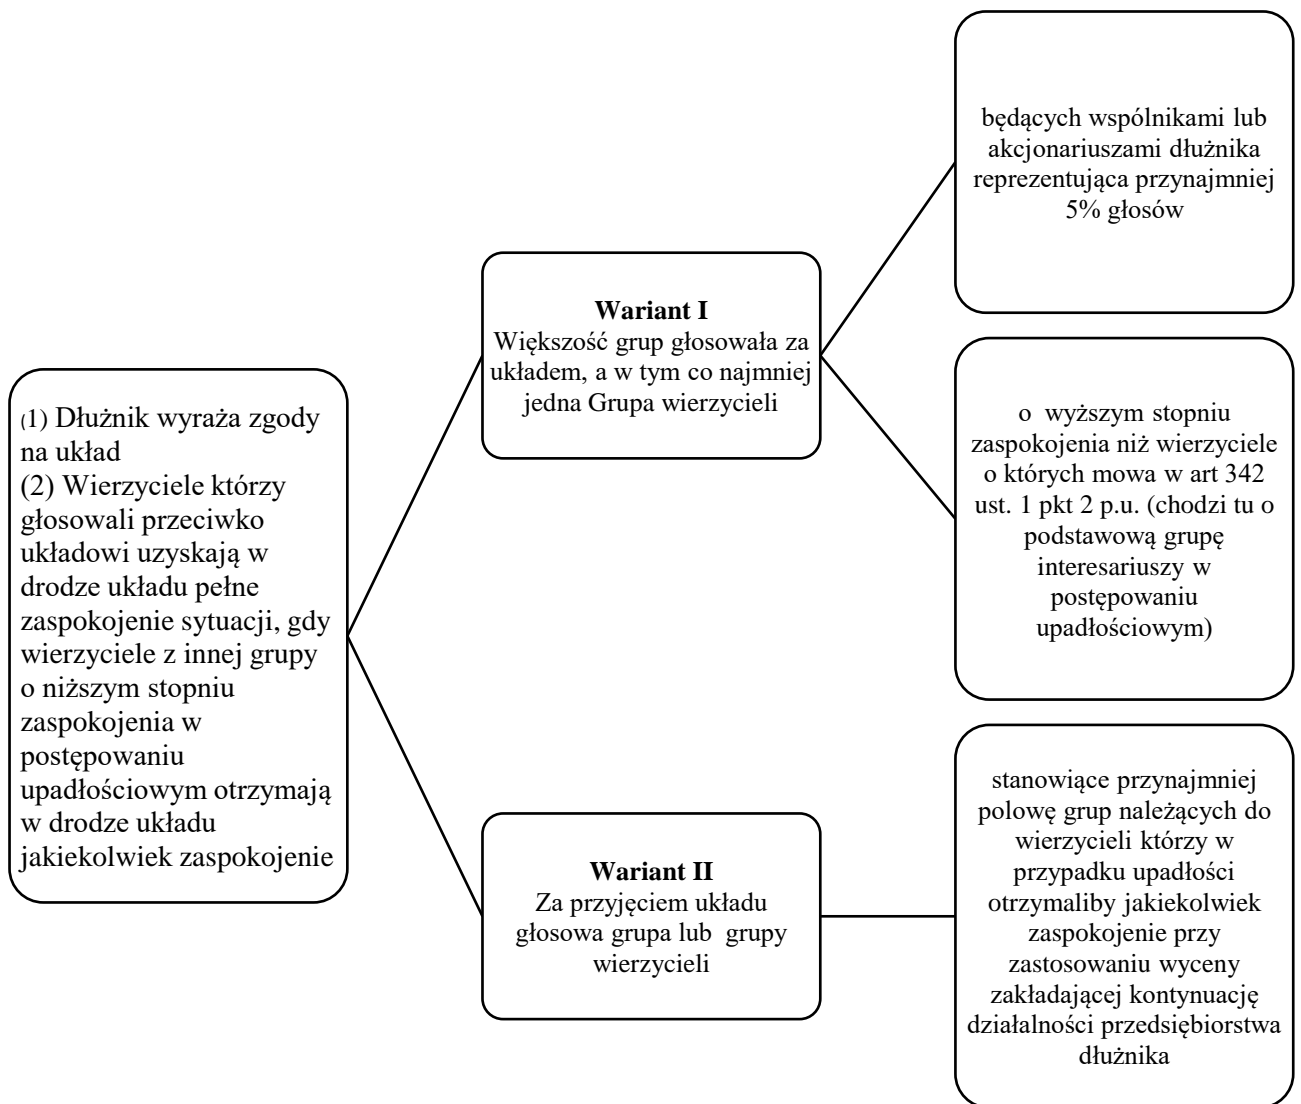 (1) Dłużnik wyraża zgody
na układ
(2) Wierzyciele którzy
głosowali przeciwko
układowi uzyskają w
drodze układu pełne
zaspokojenie sytuacji, gdy
wierzyciele z innej grupy
o niższym stopniu
zaspokojenia w
postępowaniu
upadłościowym otrzymają
w drodze układu
jakiekolwiek zaspokojenie
Wariant I
Większość grup głosowała za
układem, a w tym co najmniej
jedna Grupa wierzycieli
będących wspólnikami lub
akcjonariuszami dłużnika
reprezentująca przynajmniej
5% głosów
o wyższym stopniu
zaspokojenia niż wierzyciele
o których mowa w art 342
ust. 1 pkt 2 p.u. (chodzi tu o
podstawową grupę
interesariuszy w
postępowaniu
upadłościowym)
Wariant II
Za przyjęciem układu
głosowa grupa lub grupy
wierzycieli
stanowiące przynajmniej
polowę grup należących do
wierzycieli którzy w
przypadku upadłości
otrzymaliby jakiekolwiek
zaspokojenie przy
zastosowaniu wyceny
zakładającej kontynuację
działalności przedsiębiorstwa
dłużnika